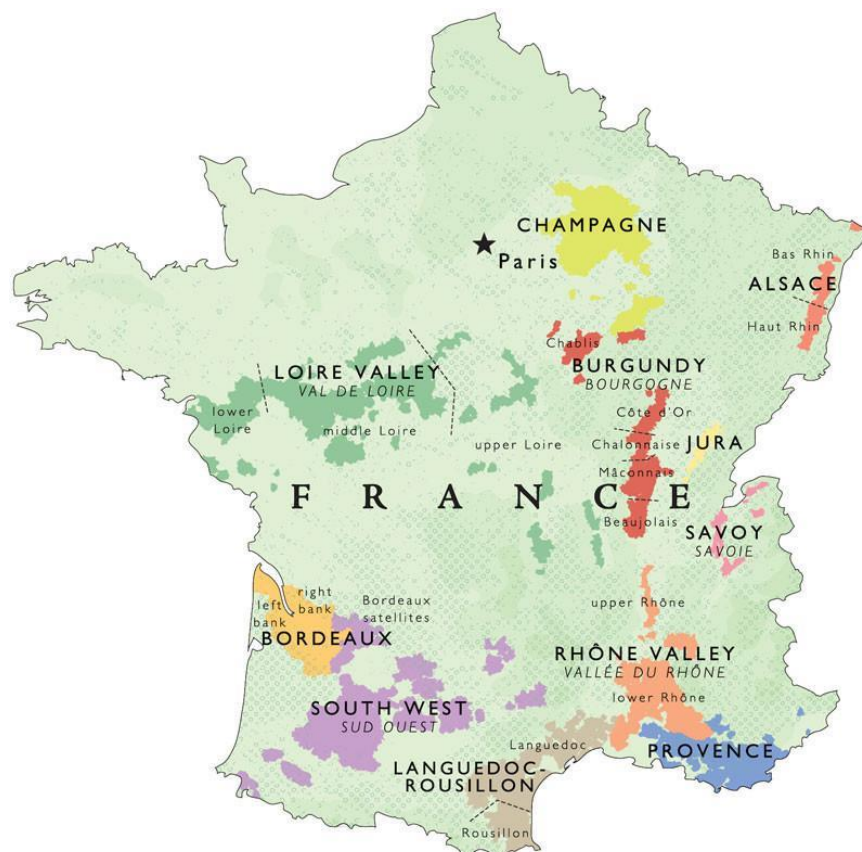 CHAMPAGNE
Paris
Bas Rhin
ALSACE
Haut Rhin
Chablis
BURGUNDY
BOURGOGNE
LOIRE VALLEY
VAL DE LOIRE
lower
Loire
middle Loire
upper Loire
Côte d'Or
Chalonnaise
JURA
Mâconnais
FRANCE
Beaujolais
SAVOY
SAVOIE
left
bank
right
bank
Bordeaux
satellites
BORDEAUX
upper Rhône
RHÔNE VALLEY
VALLÉE DU RHÔNE
lower Rhône
SOUTH WEST
SUD OUEST
PROVENCE
Languedoc
LANGUEDOC-
ROUSILLON
Rousillon